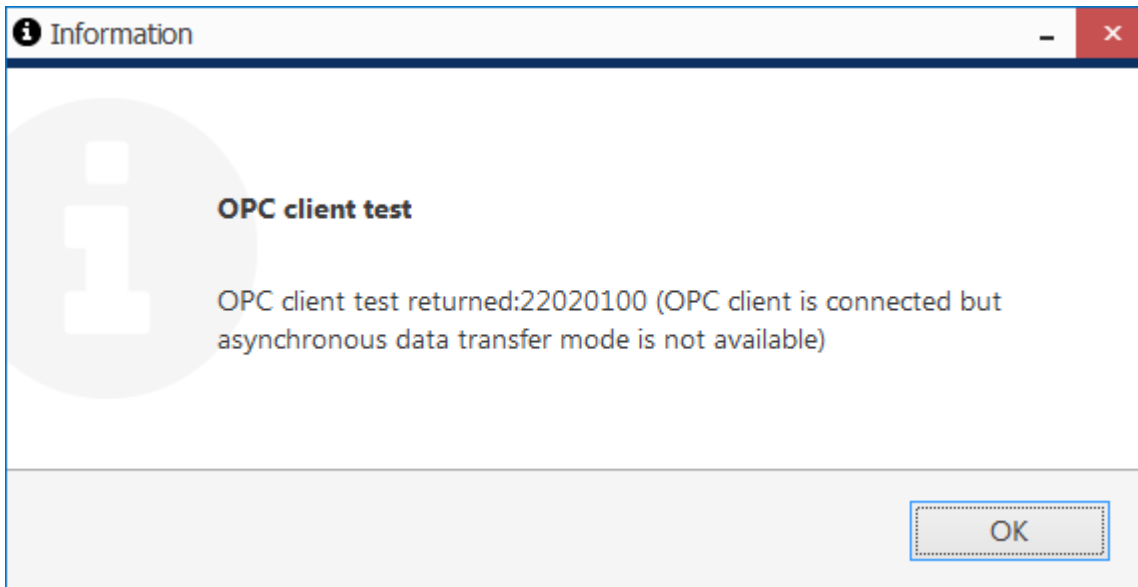 Information
OPC client test
OPC client test returned:22020100 (OPC client is connected but
asynchronous data transfer mode is not available)
OK